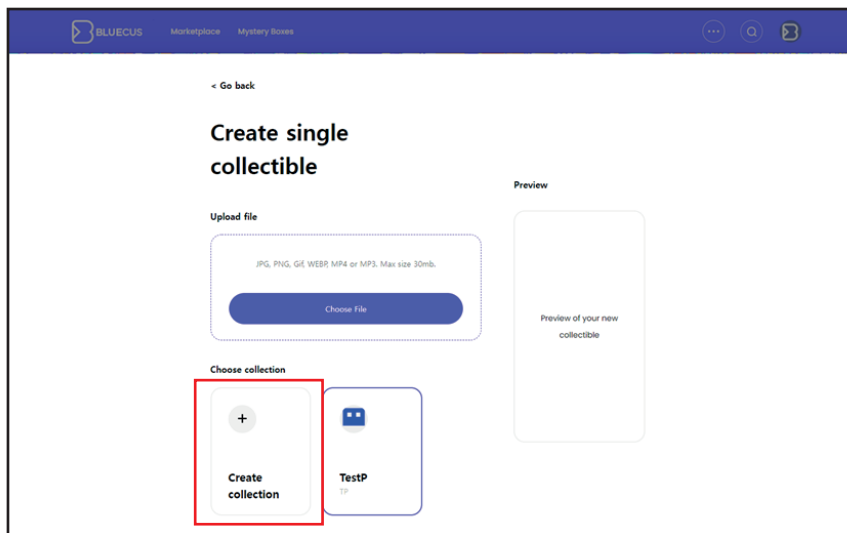 BLUECUS
Marketplace Mystery Boxes
< Go back
Create single
collectible
Preview
Upload file
JPG, PNG, Gif, WEBP, MP4 or MP3. Max size 30mb.
Choose File
Preview of your new
collectible
Choose collection
Create
collection
TestP
TP